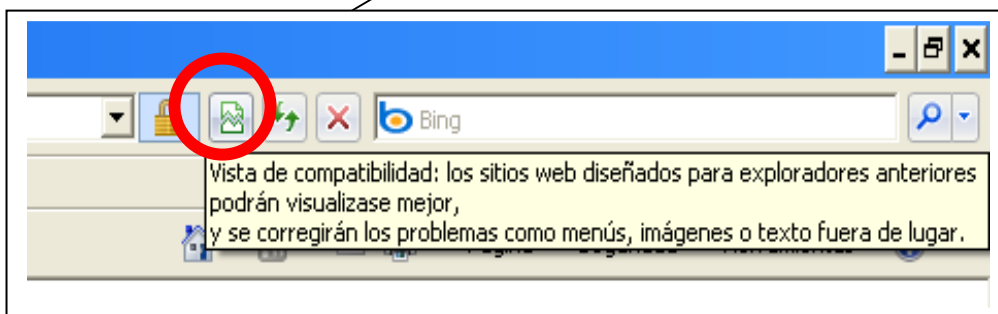 Bing
Vista de compatibilidad: los sitios web diseñados para exploradores anteriores
podrán visualizase mejor,
y se corregirán los problemas como menús, imágenes o texto fuera de lugar.